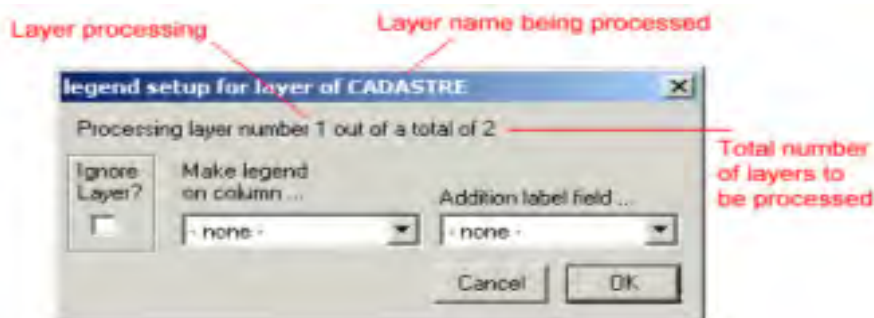 Layer processing
Layer name being processed
legend setup for layer of CADASTRE
Processing layer number 1 out of a total of 2
Total number
of layers to
be processed
Ignore
Layer?
Make legend
on column ...
Addition label field ...
- none -
- none -
Cancel
OK